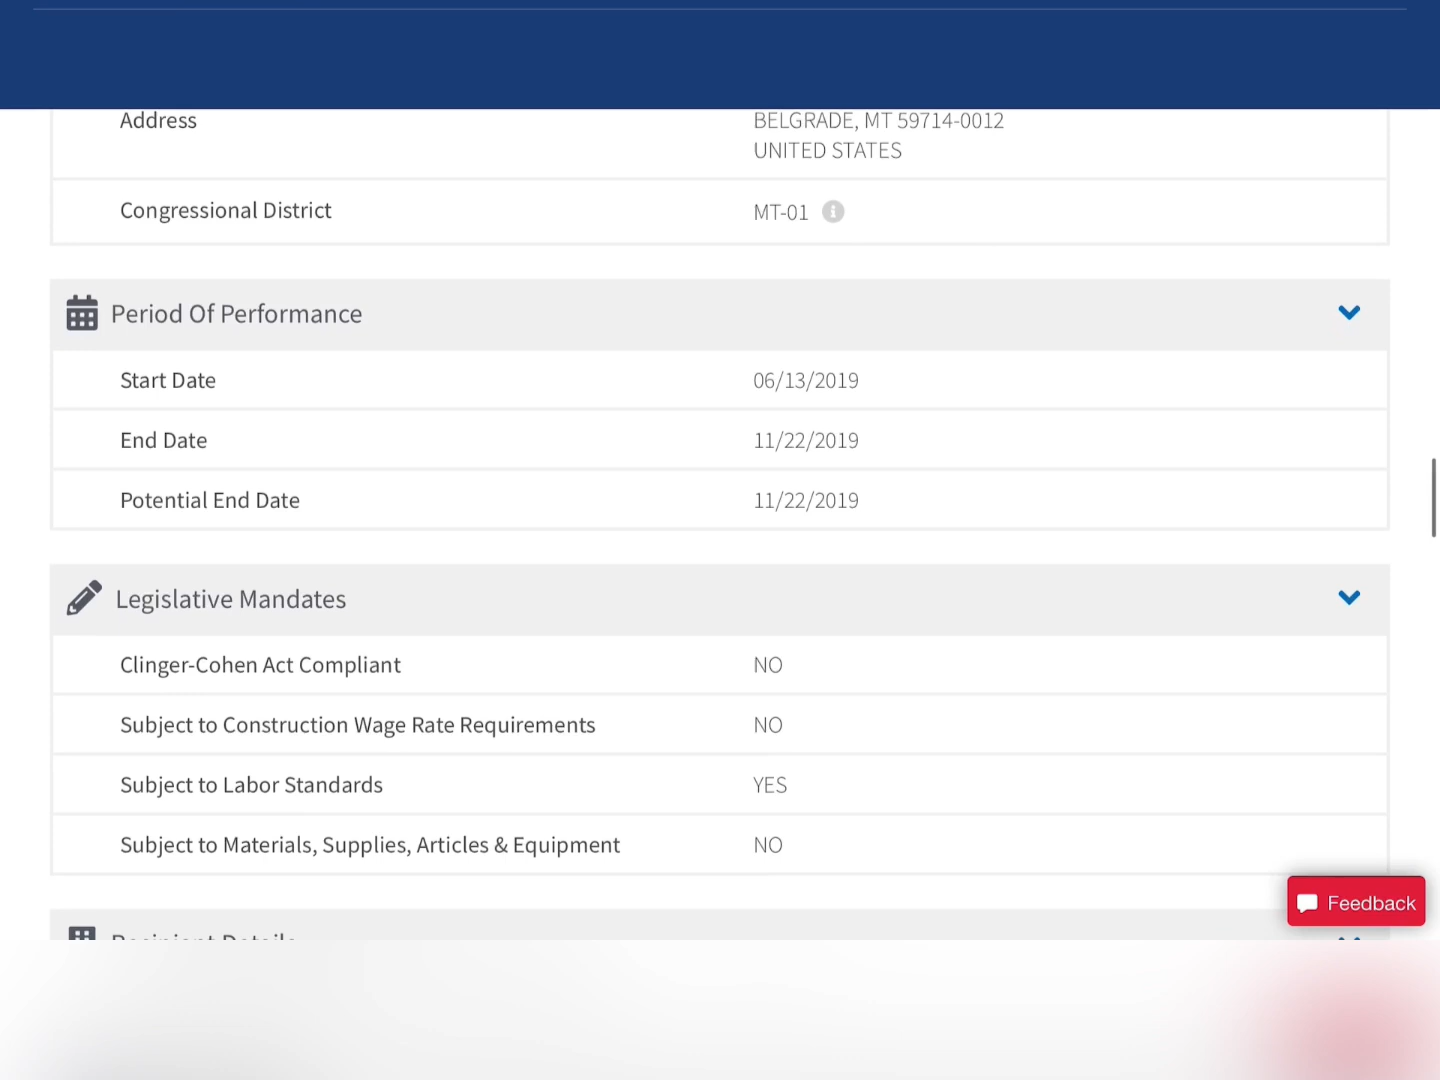 Address
BELGRADE, MT 59714-0012
UNITED STATES
Congressional District
MT-01
Period Of Performance
Start Date
06/13/2019
End Date
11/22/2019
Potential End Date
11/22/2019
Legislative Mandates
Clinger-Cohen Act Compliant
NO
Subject to Construction Wage Rate Requirements
NO
Subject to Labor Standards
YES
Subject to Materials, Supplies, Articles & Equipment
NO
Feedback
Recipient Details